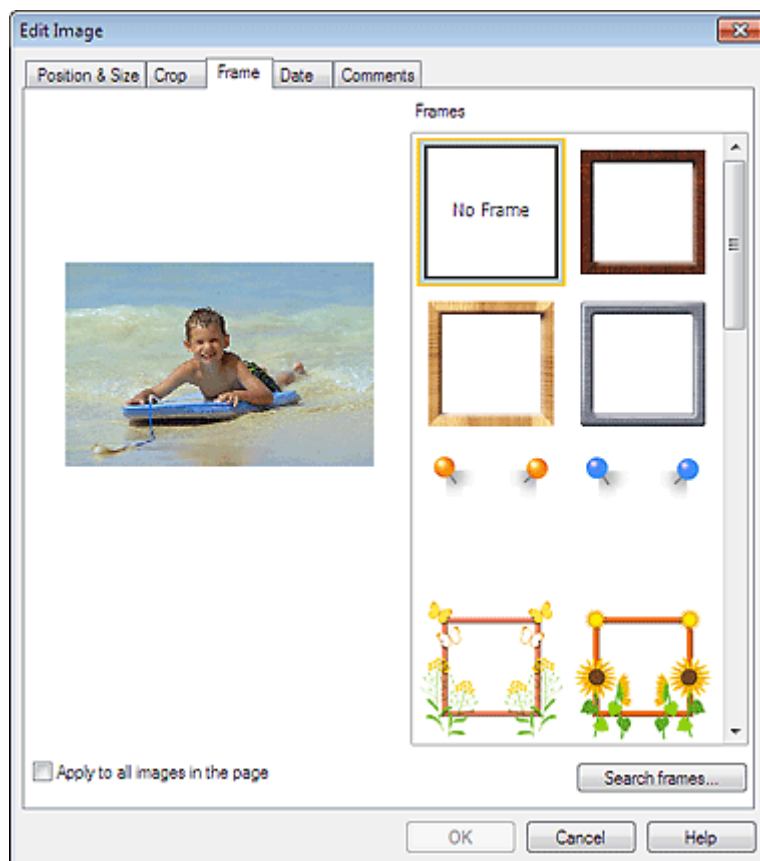 Edit Image
Position & Size Crop Frame Date Comments
Frames
No Frame
Apply to all images in the page
Search frames...
OK Cancel Help